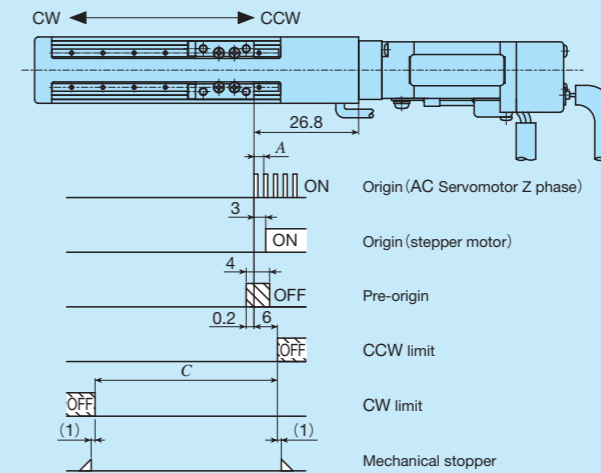 CW CCW
26.8
A
ON Origin (AC Servomotor Z phase)
3
ON Origin (stepper motor)
4
OFF Pre-origin
0.2 6
OFF CCW limit
C
OFF CW limit
(1) (1)
Mechanical stopper